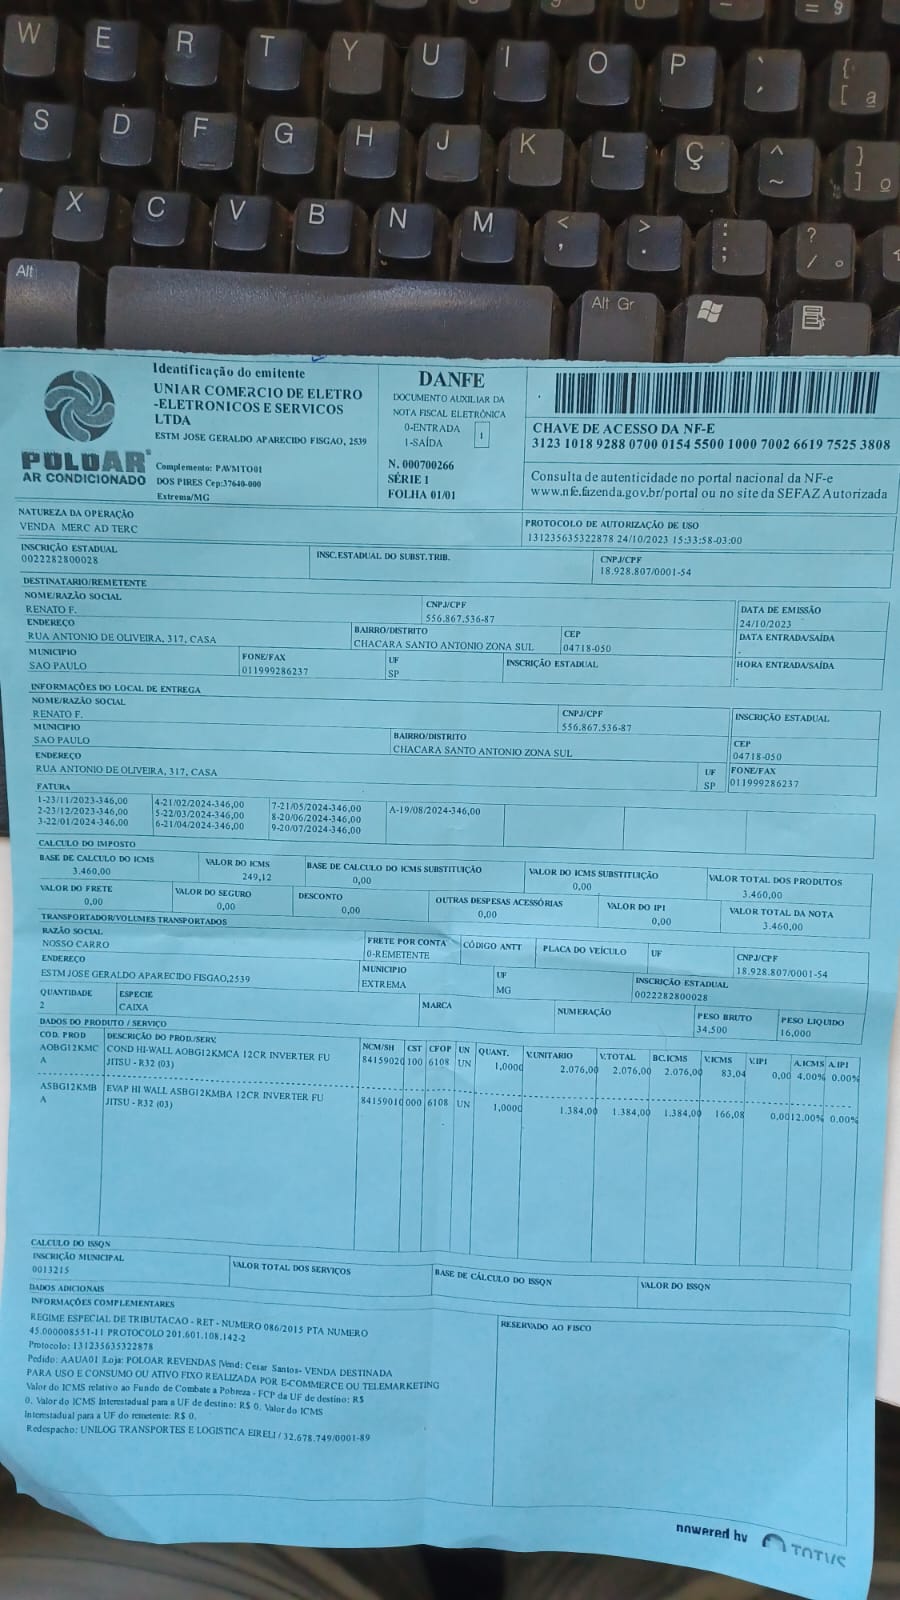 W E R T Y U I O P ` { [ ª = §
S D F G H J K L Ç ^ ~ } ] º
X C V B N M < , > . : ; ? / °
Alt Alt Gr
Identificação do emitente
UNIAR COMERCIO DE ELETRO
-ELETRONICOS E SERVICOS
LTDA
ESTM JOSE GERALDO APARECIDO FISGAO, 2539
Complemento: PAVMTO01
DOS PIRES Cep:37640-000
Extrema/MG
POLOAR
AR CONDICIONADO
DANFE
DOCUMENTO AUXILIAR DA
NOTA FISCAL ELETRÔNICA
0-ENTRADA
1-SAÍDA
1
N. 000700266
SÉRIE 1
FOLHA 01/01
CHAVE DE ACESSO DA NF-E
3123 1018 9288 0700 0154 5500 1000 7002 6619 7525 3808
Consulta de autenticidade no portal nacional da NF-e
www.nfe.fazenda.gov.br/portal ou no site da SEFAZ Autorizada
NATUREZA DA OPERAÇÃO
VENDA MERC AD TERC
PROTOCOLO DE AUTORIZAÇÃO DE USO
131235635322878 24/10/2023 15:33:58-03:00
INSCRIÇÃO ESTADUAL
0022282800028
INSC.ESTADUAL DO SUBST.TRIB.
CNPJ/CPF
18.928.807/0001-54
DESTINATARIO/REMETENTE
NOME/RAZÃO SOCIAL
RENATO F.
CNPJ/CPF
556.867.536-87
DATA DE EMISSÃO
24/10/2023
ENDEREÇO
RUA ANTONIO DE OLIVEIRA, 317, CASA
BAIRRO/DISTRITO
CHACARA SANTO ANTONIO ZONA SUL
CEP
04718-050
DATA ENTRADA/SAÍDA
MUNICIPIO
SAO PAULO
FONE/FAX
011999286237
UF
SP
INSCRIÇÃO ESTADUAL
HORA ENTRADA/SAÍDA
INFORMAÇÕES DO LOCAL DE ENTREGA
NOME/RAZÃO SOCIAL
RENATO F.
CNPJ/CPF
556.867.536-87
INSCRIÇÃO ESTADUAL
MUNICIPIO
SAO PAULO
BAIRRO/DISTRITO
CHACARA SANTO ANTONIO ZONA SUL
CEP
04718-050
ENDEREÇO
RUA ANTONIO DE OLIVEIRA, 317, CASA
UF
SP
FONE/FAX
011999286237
FATURA
1-23/11/2023-346,00 4-21/02/2024-346,00 7-21/05/2024-346,00 A-19/08/2024-346,00
2-23/12/2023-346,00 5-22/03/2024-346,00 8-20/06/2024-346,00
3-22/01/2024-346,00 6-21/04/2024-346,00 9-20/07/2024-346,00
CALCULO DO IMPOSTO
BASE DE CALCULO DO ICMS
3.460,00
VALOR DO ICMS
249,12
BASE DE CALCULO DO ICMS SUBSTITUIÇÃO
0,00
VALOR DO ICMS SUBSTITUIÇÃO
0,00
VALOR TOTAL DOS PRODUTOS
3.460,00
VALOR DO FRETE
0,00
VALOR DO SEGURO
0,00
DESCONTO
0,00
OUTRAS DESPESAS ACESSÓRIAS
0,00
VALOR DO IPI
0,00
VALOR TOTAL DA NOTA
3.460,00
TRANSPORTADOR/VOLUMES TRANSPORTADOS
RAZÃO SOCIAL
NOSSO CARRO
FRETE POR CONTA
0-REMETENTE
CÓDIGO ANTT
PLACA DO VEÍCULO
UF
CNPJ/CPF
18.928.807/0001-54
ENDEREÇO
ESTM JOSE GERALDO APARECIDO FISGAO,2539
MUNICIPIO
EXTREMA
UF
MG
INSCRIÇÃO ESTADUAL
0022282800028
QUANTIDADE
2
ESPECIE
CAIXA
MARCA
NUMERAÇÃO
PESO BRUTO
34,500
PESO LIQUIDO
16,000
DADOS DO PRODUTO / SERVIÇO
COD. PROD DESCRIÇÃO DO PROD./SERV. NCM/SH CST CFOP UN QUANT. V.UNITARIO V.TOTAL BC.ICMS V.ICMS V.IPI A.ICMS A.IPI
AOBG12KMC COND HI-WALL AOBG12KMCA 12CR INVERTER FU 84159020 100 6108 UN 1,0000 2.076,00 2.076,00 2.076,00 83,04 0,00 4.00% 0.00%
A JITSU - R32 (03)
ASBG12KMB EVAP HI WALL ASBG12KMBA 12CR INVERTER FU 84159010 000 6108 UN 1,0000 1.384,00 1.384,00 1.384,00 166,08 0,00 12.00% 0.00%
A JITSU - R32 (03)
CALCULO DO ISSQN
INSCRIÇÃO MUNICIPAL
0013215
VALOR TOTAL DOS SERVIÇOS
BASE DE CÁLCULO DO ISSQN
VALOR DO ISSQN
DADOS ADICIONAIS
INFORMAÇÕES COMPLEMENTARES
REGIME ESPECIAL DE TRIBUTACAO - RET - NUMERO 086/2015 PTA NUMERO
45.000008551-11 PROTOCOLO 201.601.108.142-2
Protocolo: 131235635322878
Pedido: AAUA01 |Loja: POLOAR REVENDAS |Vend: Cesar Santos- VENDA DESTINADA
PARA USO E CONSUMO OU ATIVO FIXO REALIZADA POR E-COMMERCE OU TELEMARKETING
Valor do ICMS relativo ao Fundo de Combate a Pobreza - FCP da UF de destino: R$
0. Valor do ICMS Interestadual para UF de destino: R$ 0. Valor do ICMS
Interestadual para a UF do remetente: R$ 0.
Redespacho: UNILOG TRANSPORTES E LOGISTICA EIRELI / 32.678.749/0001-89
RESERVADO AO FISCO
powered by TOTVS